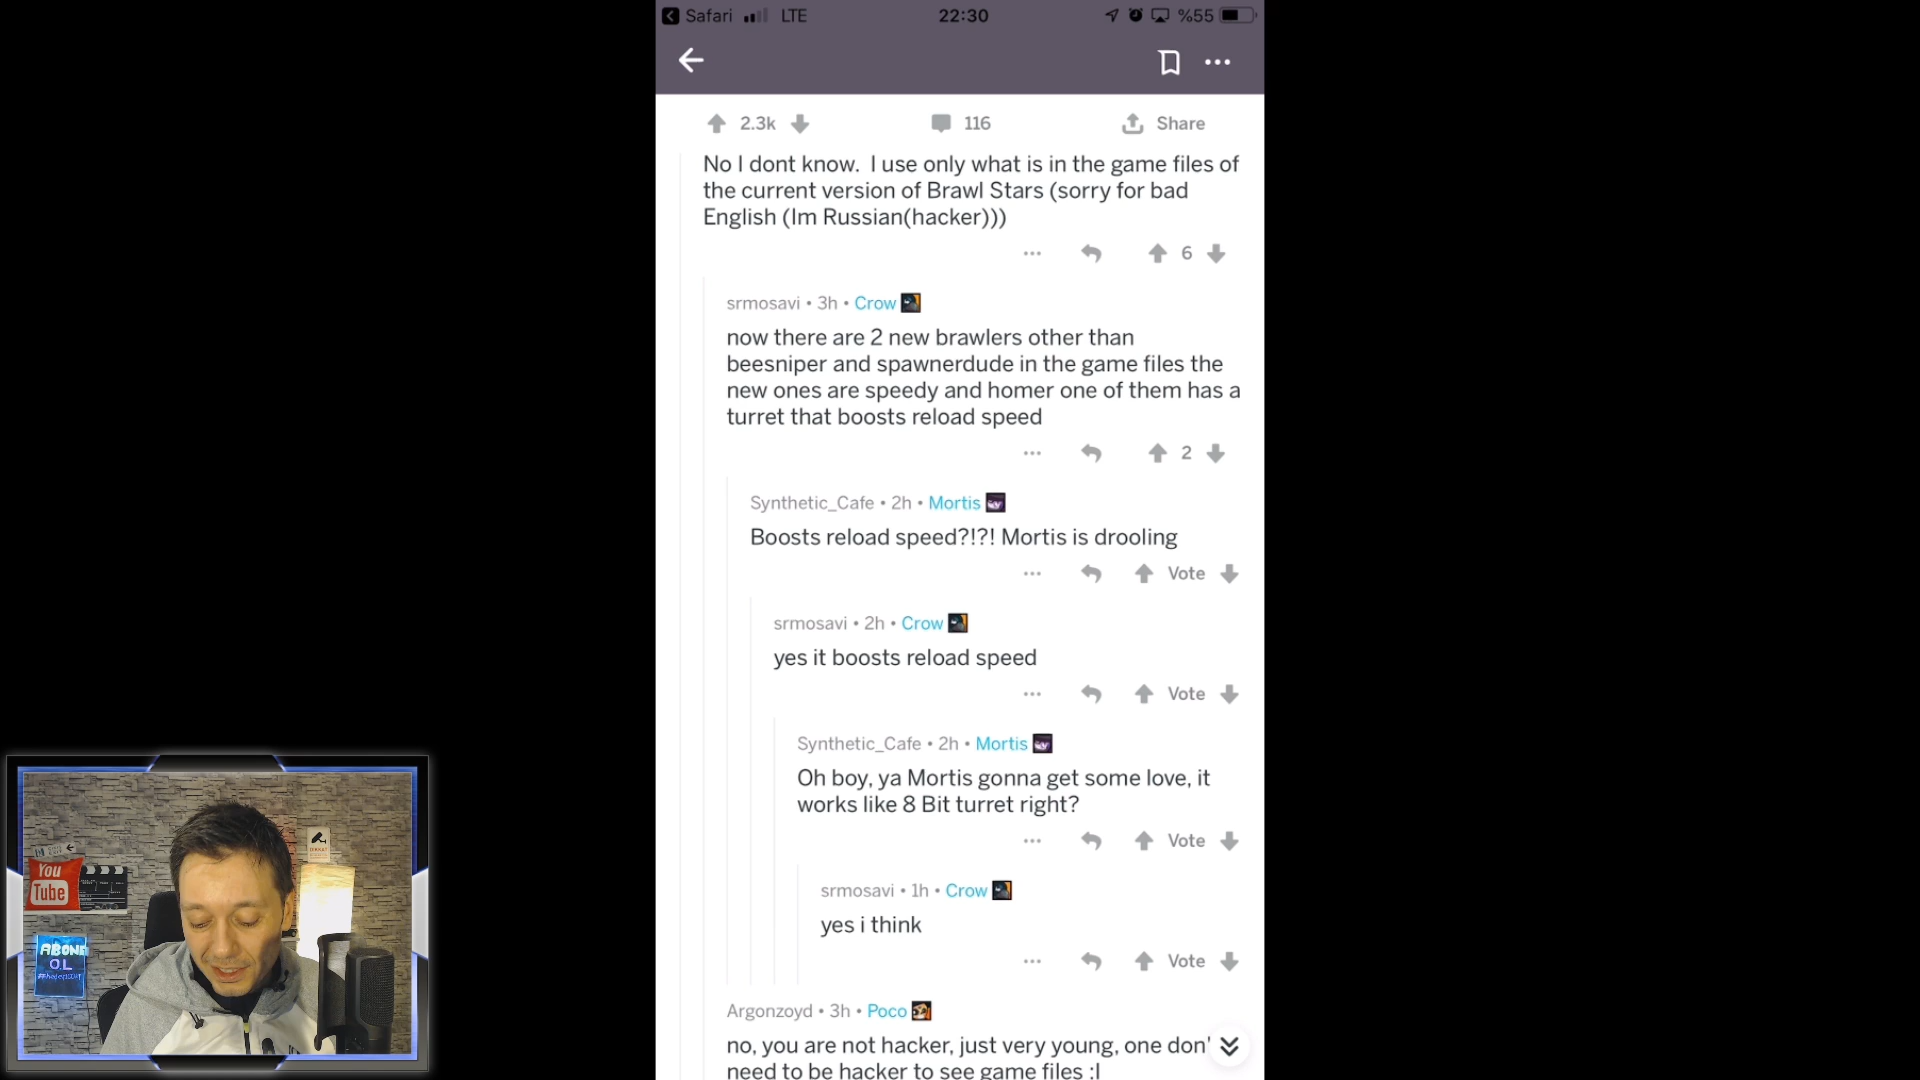 Safari LTE 22:30 %55
2.3k 116 Share
No I dont know. I use only what is in the game files of
the current version of Brawl Stars (sorry for bad
English (Im Russian(hacker)))
6
srmosavi • 3h • Crow
now there are 2 new brawlers other than
beesniper and spawnerdude in the game files the
new ones are speedy and homer one of them has a
turret that boosts reload speed
2
Synthetic_Cafe • 2h • Mortis
Boosts reload speed?!?! Mortis is drooling
Vote
srmosavi • 2h • Crow
yes it boosts reload speed
Vote
Synthetic_Cafe • 2h • Mortis
Oh boy, ya Mortis gonna get some love, it
works like 8 Bit turret right?
Vote
srmosavi • 1h • Crow
yes i think
Vote
Argonzoyd • 3h • Poco
no, you are not hacker, just very young, one don'
need to be hacker to see game files :l
You
Tube
ABONE
O.L